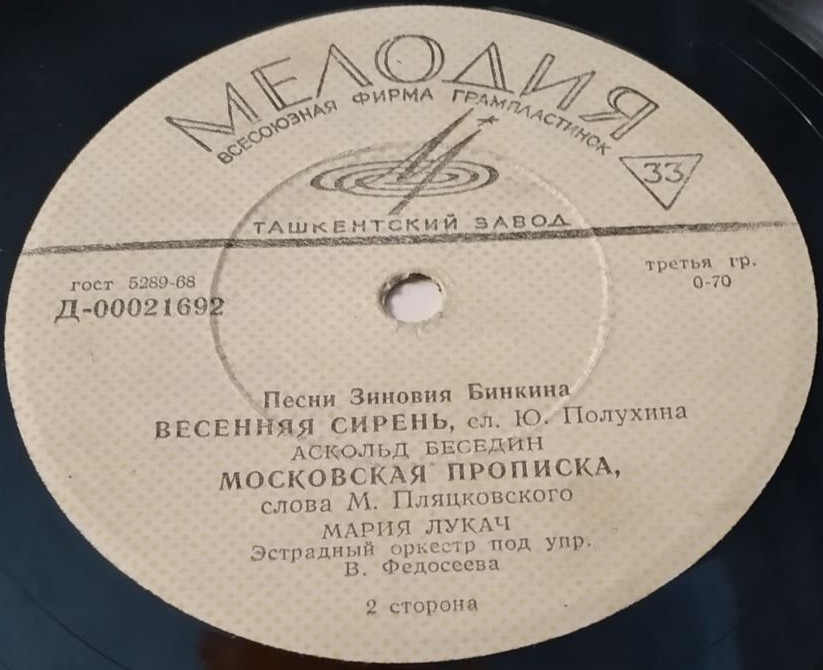 МЕЛОДИЯ
ВСЕСОЮЗНАЯ ФИРМА ГРАМПЛАСТИНОК
33
ТАШКЕНТСКИЙ ЗАВОД
гост 5289-68
третья гр.
Д-00021692
0-70
Песни Зиновия Бинкина
ВЕСЕННЯЯ СИРЕНЬ, сл. Ю. Полухина
АСКОЛЬД БЕСЕДИН
МОСКОВСКАЯ ПРОПИСКА,
слова М. Пляцковского
МАРИЯ ЛУКАЧ
Эстрадный оркестр под упр.
В. Федосеева
2 сторона